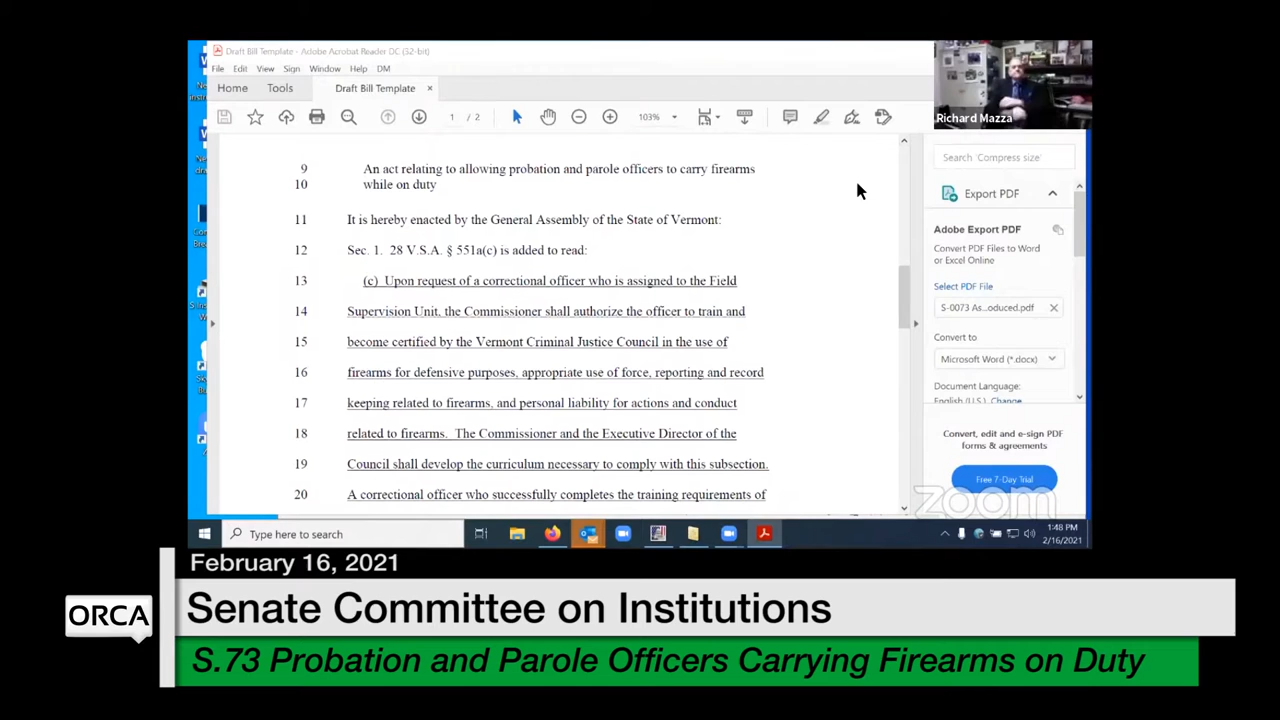 Draft Bill Template - Adobe Acrobat Reader DC (32-bit)
File Edit View Sign Window Help DM
Home Tools Draft Bill Template ×
1 / 2 103%
Richard Mazza
9 An act relating to allowing probation and parole officers to carry firearms
10 while on duty
11 It is hereby enacted by the General Assembly of the State of Vermont:
12 Sec. 1. 28 V.S.A. § 551a(c) is added to read:
13 (c) Upon request of a correctional officer who is assigned to the Field
14 Supervision Unit, the Commissioner shall authorize the officer to train and
15 become certified by the Vermont Criminal Justice Council in the use of
16 firearms for defensive purposes, appropriate use of force, reporting and record
17 keeping related to firearms, and personal liability for actions and conduct
18 related to firearms. The Commissioner and the Executive Director of the
19 Council shall develop the curriculum necessary to comply with this subsection.
20 A correctional officer who successfully completes the training requirements of
Search 'Compress size'
Export PDF
Adobe Export PDF
Convert PDF Files to Word
or Excel Online
Select PDF File
S-0073 As...oduced.pdf
Convert to
Microsoft Word (*.docx)
Document Language:
English (U.S.) Change
Convert, edit and e-sign PDF
forms & agreements
Free 7-Day Trial
zoom
Type here to search
1:48 PM
2/16/2021
February 16, 2021
ORCA
Senate Committee on Institutions
S.73 Probation and Parole Officers Carrying Firearms on Duty